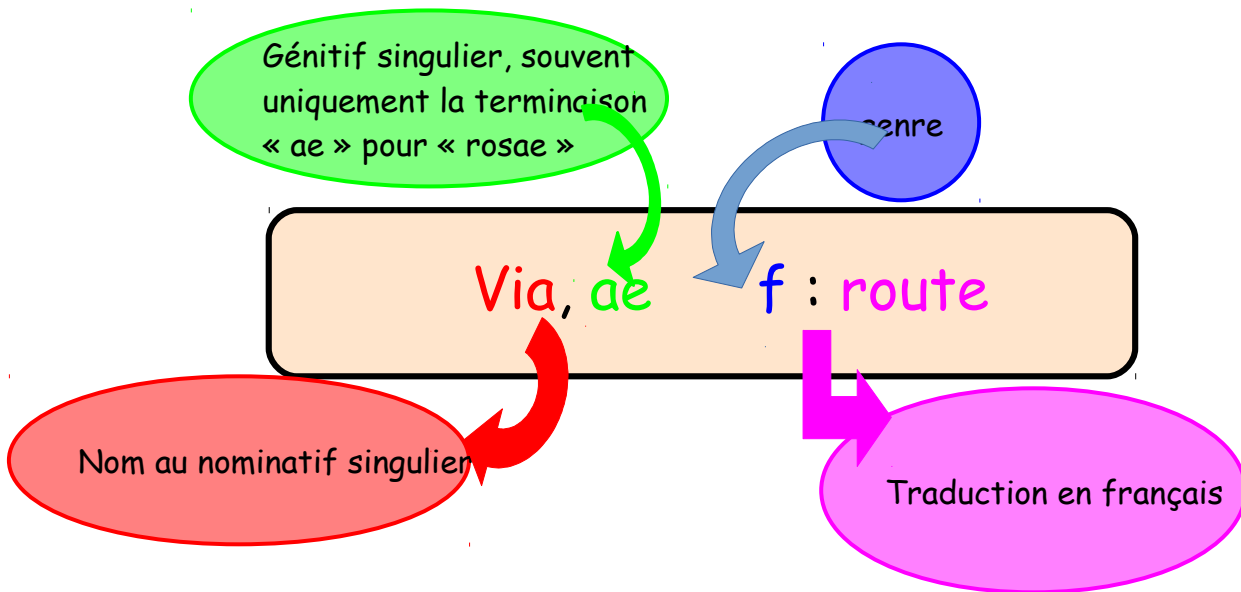 Génitif singulier, souvent
uniquement la terminaison
« ae » pour « rosae »
genre
Via, ae f : route
Nom au nominatif singulier
Traduction en français